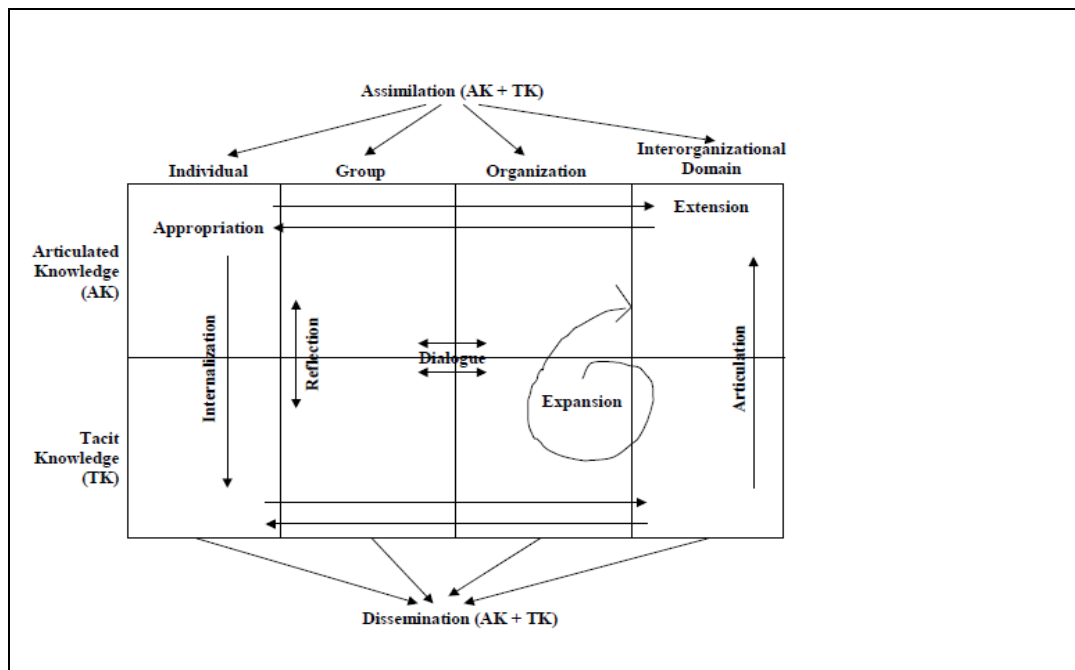 Assimilation (AK + TK)
Individual
Group
Organization
Interorganizational
Domain
Extension
Appropriation
Articulated
Knowledge
(AK)
Internalization
Reflection
Dialogue
Expansion
Articulation
Tacit
Knowledge
(TK)
Dissemination (AK + TK)